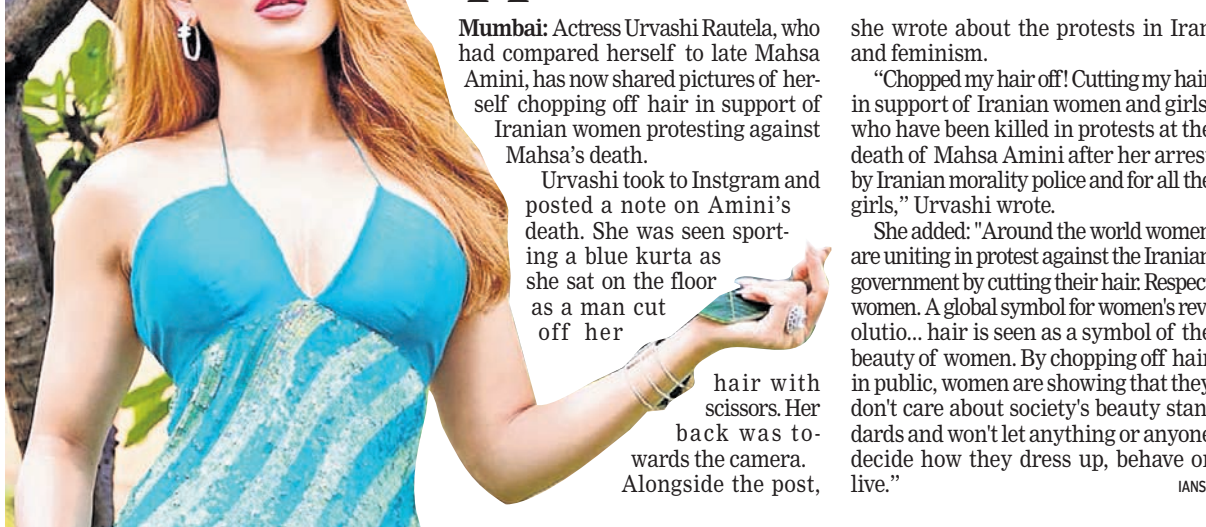 Mumbai: Actress Urvashi Rautela, who
had compared herself to late Mahsa
Amini, has now shared pictures of her-
self chopping off hair in support of
Iranian women protesting against
Mahsa's death.
Urvashi took to Instgram and
posted a note on Amini's
death. She was seen sport-
ing a blue kurta as
she sat on the floor
as a man cut
off her
hair with
scissors. Her
back was to-
wards the camera.
Alongside the post,
she wrote about the protests in Iran
and feminism.
“Chopped my hair off! Cutting my hair
in support of Iranian women and girls
who have been killed in protests at the
death of Mahsa Amini after her arrest
by Iranian morality police and for all the
girls,” Urvashi wrote.
She added: "Around the world women
are uniting in protest against the Iranian
government by cutting their hair. Respect
women. A global symbol for women's rev
olutio... hair is seen as a symbol of the
beauty of women. By chopping off hair
in public, women are showing that they
don't care about society's beauty stan
dards and won't let anything or anyone
decide how they dress up, behave or
live.”
IANS